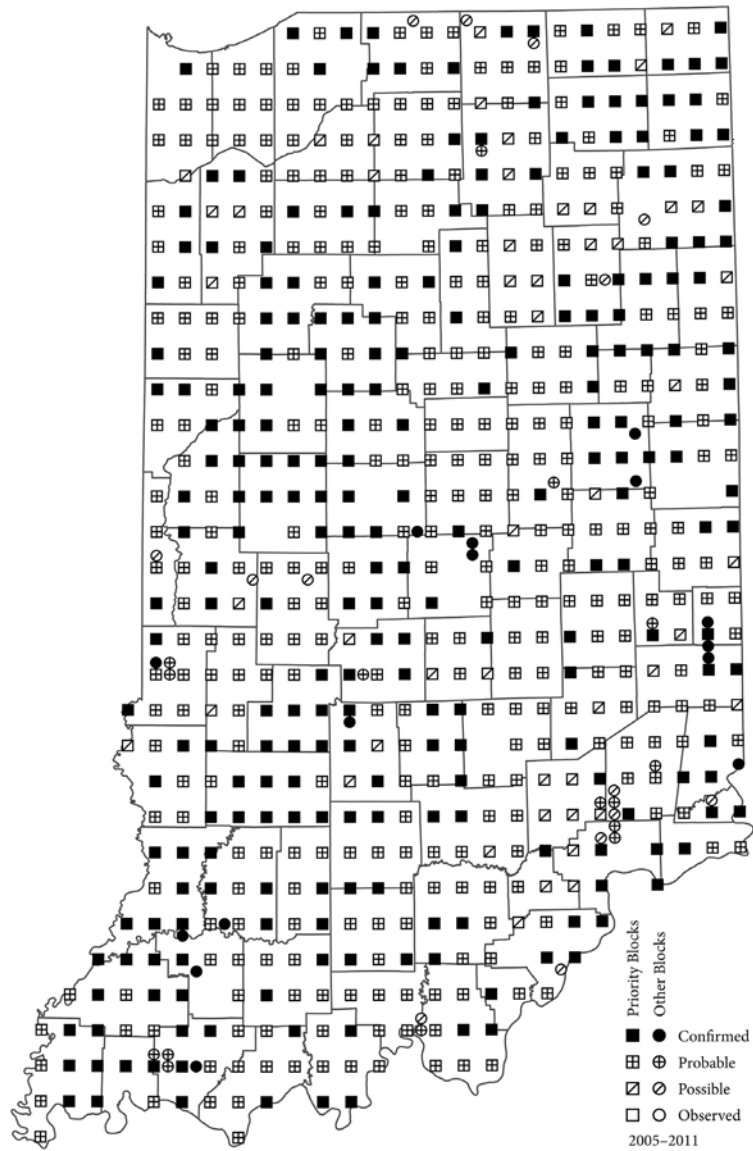 Priority Blocks
Other Blocks
Confirmed
Probable
Possible
Observed
2005–2011